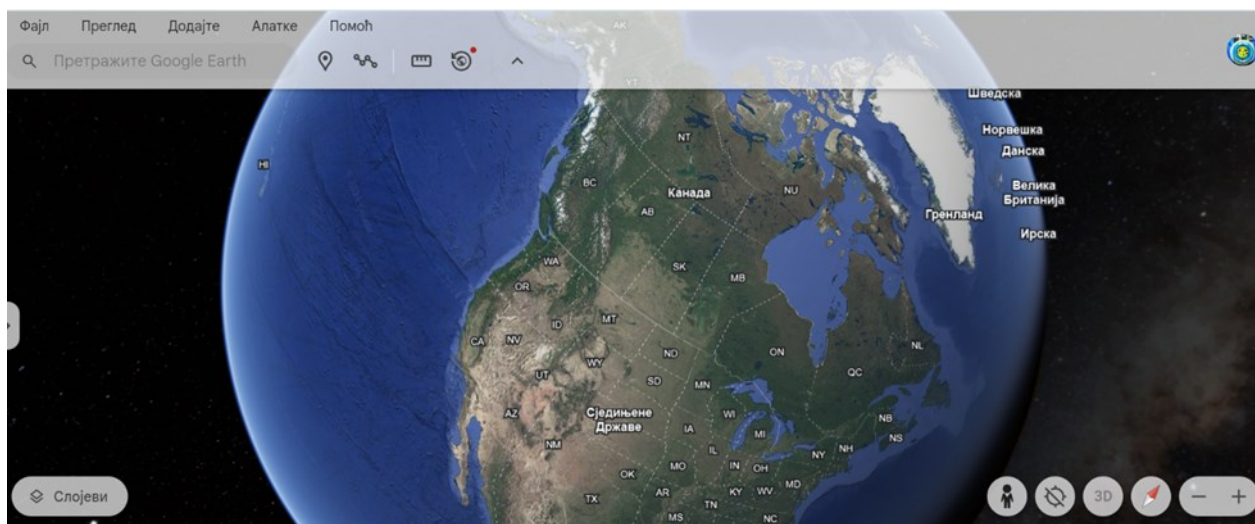 Фајл Преглед Додајте Алатке Помоћ
AK
Претражите Google Earth
YT
Шведска
Норвешка
NT
Данска
HI
BC
Канада
NU
Велика
Британија
AB
Гренланд
Ирска
WA
SK
MB
OR
ID
MT
CA
NV
ND
ON
NL
UT
WY
QC
SD
MN
AZ
Сједињене
Државе
WI
NB
IA
MI
NS
NM
IL
NY
NH
OK
MO
IN
OH
TX
AR
KY
WV
MD
Слојеви
TN
3D
MS
NC